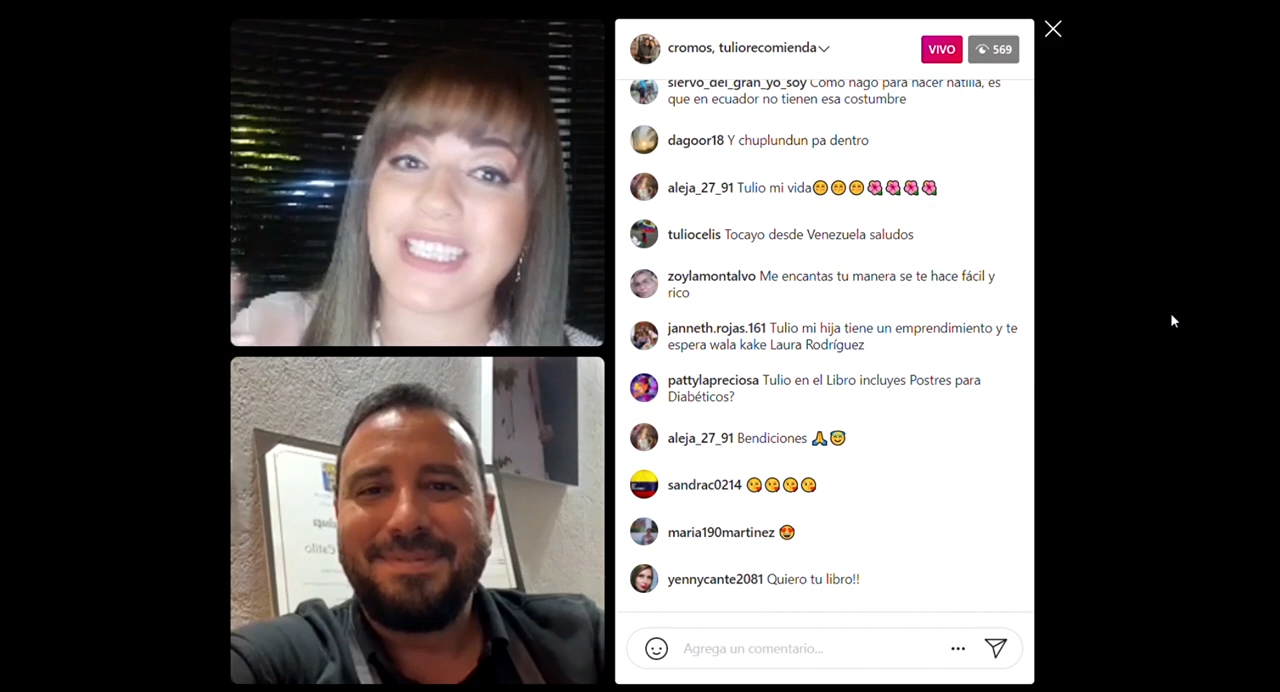 cromos, tuliorecomienda
VIVO
569
siervo_del_gran_yo_soy Como hago para hacer natilla, es
que en ecuador no tienen esa costumbre
dagoor18 Y chuplundun pa dentro
aleja_27_91 Tulio mi vida😁😁😁🌺🌺🌺🌺
tuliocelis Tocayo desde Venezuela saludos
zoylamontalvo Me encantas tu manera se te hace fácil y
rico
janneth.rojas.161 Tulio mi hija tiene un emprendimiento y te
espera wala kake Laura Rodríguez
pattylapreciosa Tulio en el Libro incluyes Postres para
Diabéticos?
aleja_27_91 Bendiciones 🙏😇
sandrac0214 😘😘😘😘
maria190martinez 😍
yennycante2081 Quiero tu libro!!
Agrega un comentario...